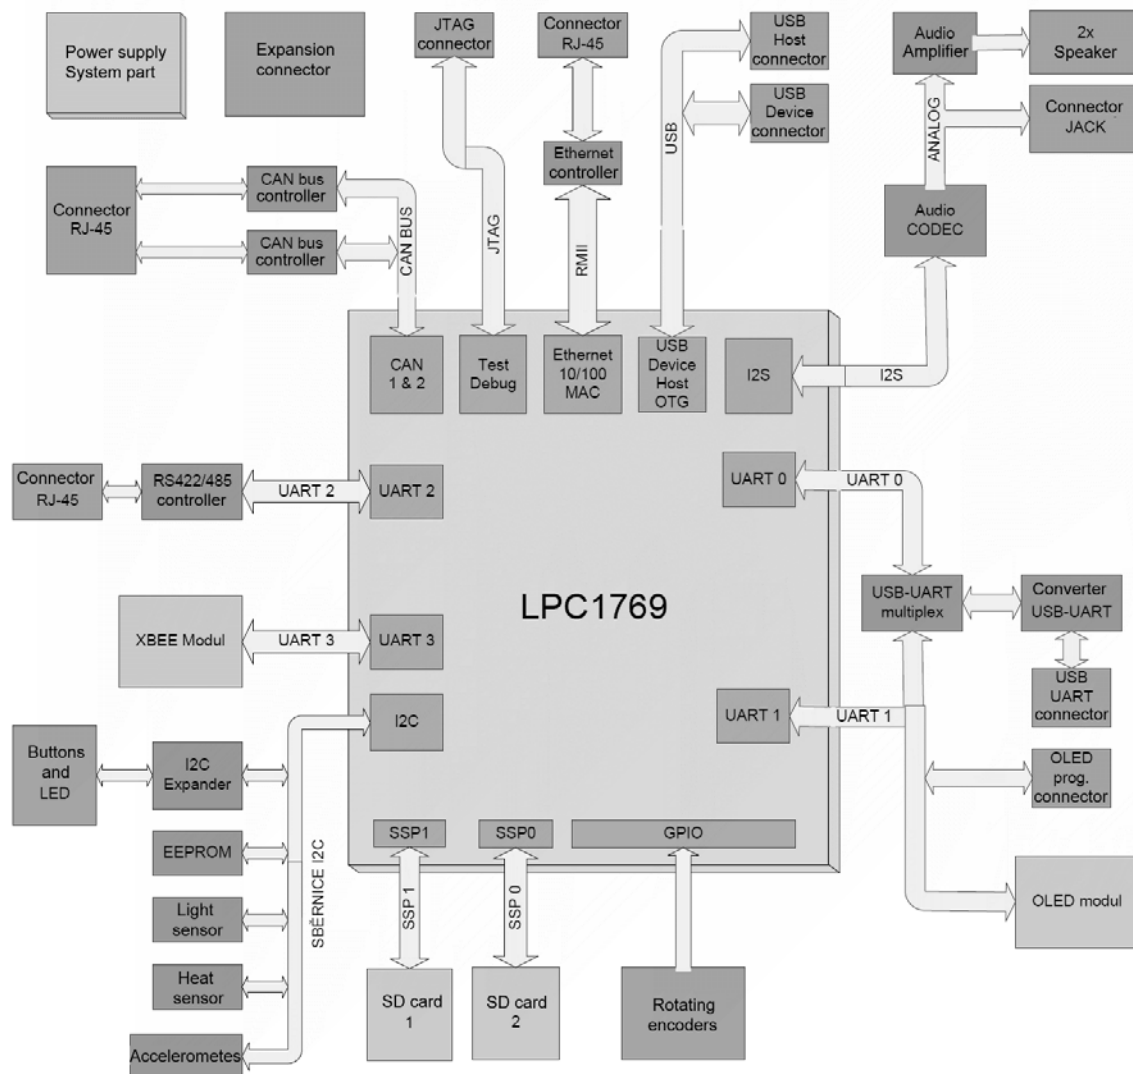 Power supply
System part
Expansion
connector
JTAG
connector
Connector
RJ-45
USB
Host
connector
USB
Device
connector
Audio
Amplifier
2x
Speaker
Connector
JACK
ANALOG
USB
Ethernet
controller
CAN bus
controller
Connector
RJ-45
CAN bus
controller
CAN BUS
JTAG
RMII
Audio
CODEC
CAN
1 & 2
Test
Debug
Ethernet
10/100
MAC
USB
Device
Host
OTG
I2S
I2S
Connector
RJ-45
RS422/485
controller
UART 2
UART 2
UART 0
UART 0
LPC1769
USB-UART
multiplex
Converter
USB-UART
XBEE Modul
UART 3
UART 3
USB
UART
connector
I2C
UART 1
UART 1
Buttons
and
LED
I2C
Expander
OLED
prog.
connector
EEPROM
SSP1
SSP0
GPIO
SBĚRNICE I2C
SSP 1
SSP 0
Light
sensor
OLED modul
Heat
sensor
SD card
1
SD card
2
Rotating
encoders
Accelerometes